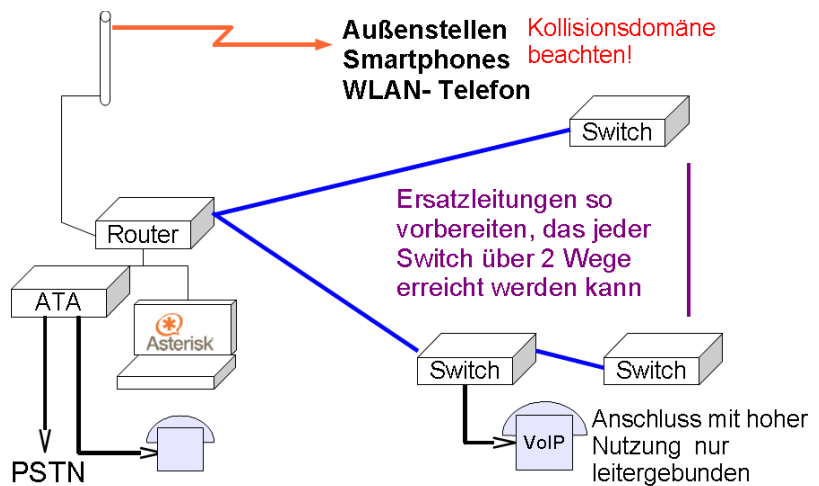 Außenstellen
Smartphones
WLAN- Telefon
Kollisionsdomäne
beachten!
Switch
Ersatzleitungen so
vorbereiten, das jeder
Switch über 2 Wege
erreicht werden kann
Router
ATA
Asterisk
Switch
Switch
PSTN
VoIP
Anschluss mit hoher
Nutzung nur
leitergebunden